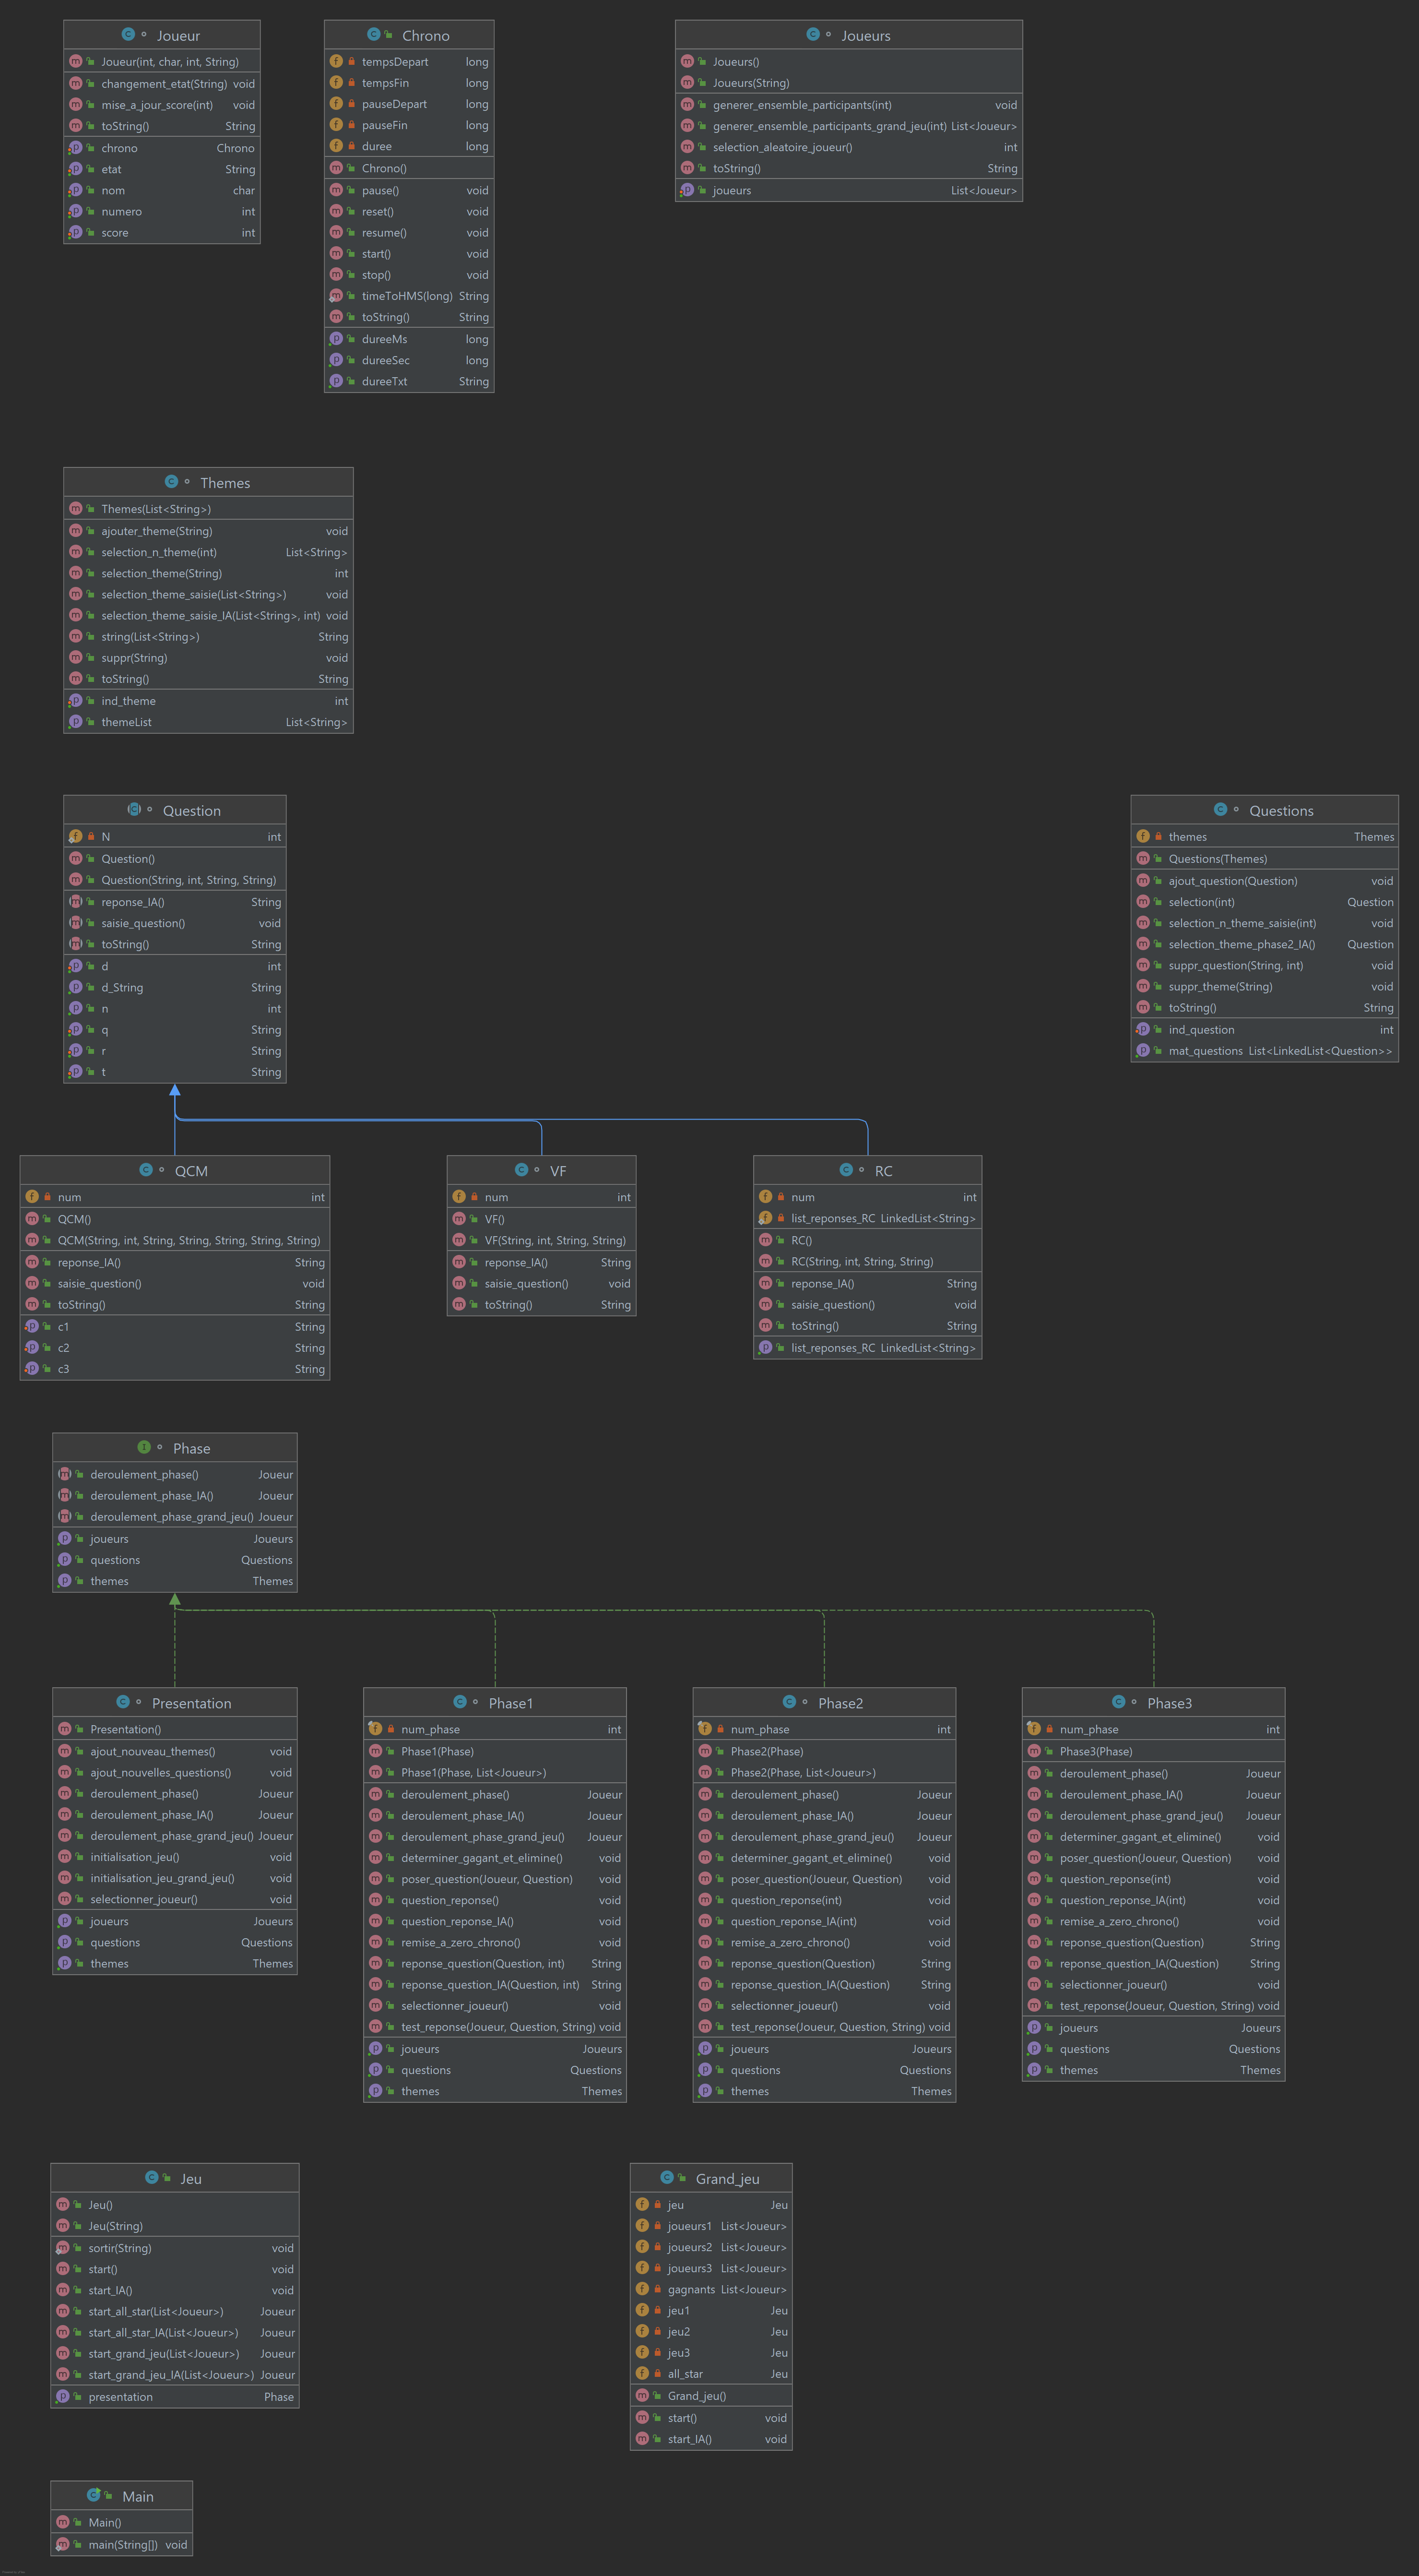 Joueur
Joueur(int, char, int, String)
changement_etat(String) void
mise_a_jour_score(int) void
toString() String
chrono Chrono
etat String
nom char
numero int
score int
Chrono
tempsDepart long
tempsFin long
pauseDepart long
pauseFin long
duree long
Chrono()
pause() void
reset() void
resume() void
start() void
stop() void
timeToHMS(long) String
toString() String
dureeMs long
dureeSec long
dureeTxt String
Joueurs
Joueurs()
Joueurs(String)
generer_ensemble_participants(int) void
generer_ensemble_participants_grand_jeu(int) List<Joueur>
selection_aleatoire_joueur() int
toString() String
joueurs List<Joueur>
Themes
Themes(List<String>)
ajouter_theme(String) void
selection_n_theme(int) List<String>
selection_theme(String) int
selection_theme_saisie(List<String>) void
selection_theme_saisie_IA(List<String>, int) void
string(List<String>) String
suppr(String) void
toString() String
ind_theme int
themeList List<String>
Question
N int
Question()
Question(String, int, String, String)
reponse_IA() String
saisie_question() void
toString() String
d int
d_String String
n int
q String
r String
t String
Questions
themes Themes
Questions(Themes)
ajout_question(Question) void
selection(int) Question
selection_n_theme_saisie(int) void
selection_theme_phase2_IA() Question
suppr_question(String, int) void
suppr_theme(String) void
toString() String
ind_question int
mat_questions List<LinkedList<Question>>
QCM
num int
QCM()
QCM(String, int, String, String, String, String, String)
reponse_IA() String
saisie_question() void
toString() String
c1 String
c2 String
c3 String
VF
num int
VF()
VF(String, int, String, String)
reponse_IA() String
saisie_question() void
toString() String
RC
num int
list_reponses_RC LinkedList<String>
RC()
RC(String, int, String, String)
reponse_IA() String
saisie_question() void
toString() String
list_reponses_RC LinkedList<String>
Phase
deroulement_phase() Joueur
deroulement_phase_IA() Joueur
deroulement_phase_grand_jeu() Joueur
joueurs Joueurs
questions Questions
themes Themes
Presentation
Presentation()
ajout_nouveau_themes() void
ajout_nouvelles_questions() void
deroulement_phase() Joueur
deroulement_phase_IA() Joueur
deroulement_phase_grand_jeu() Joueur
initialisation_jeu() void
initialisation_jeu_grand_jeu() void
selectionner_joueur() void
joueurs Joueurs
questions Questions
themes Themes
Phase1
num_phase int
Phase1(Phase)
Phase1(Phase, List<Joueur>)
deroulement_phase() Joueur
deroulement_phase_IA() Joueur
deroulement_phase_grand_jeu() Joueur
determiner_gagant_et_elimine() void
poser_question(Joueur, Question) void
question_reponse() void
question_reponse_IA() void
remise_a_zero_chrono() void
reponse_question(Question, int) String
reponse_question_IA(Question, int) String
selectionner_joueur() void
test_reponse(Joueur, Question, String) void
joueurs Joueurs
questions Questions
themes Themes
Phase2
num_phase int
Phase2(Phase)
Phase2(Phase, List<Joueur>)
deroulement_phase() Joueur
deroulement_phase_IA() Joueur
deroulement_phase_grand_jeu() Joueur
determiner_gagant_et_elimine() void
poser_question(Joueur, Question) void
question_reponse(int) void
question_reponse_IA(int) void
remise_a_zero_chrono() void
reponse_question(Question) String
reponse_question_IA(Question) String
selectionner_joueur() void
test_reponse(Joueur, Question, String) void
joueurs Joueurs
questions Questions
themes Themes
Phase3
num_phase int
Phase3(Phase)
deroulement_phase() Joueur
deroulement_phase_IA() Joueur
deroulement_phase_grand_jeu() Joueur
determiner_gagant_et_elimine() void
poser_question(Joueur, Question) void
question_reponse(int) void
question_reponse_IA(int) void
remise_a_zero_chrono() void
reponse_question(Question) String
reponse_question_IA(Question) String
selectionner_joueur() void
test_reponse(Joueur, Question, String) void
joueurs Joueurs
questions Questions
themes Themes
Jeu
Jeu()
Jeu(String)
sortir(String) void
start() void
start_IA() void
start_all_star(List<Joueur>) Joueur
start_all_star_IA(List<Joueur>) Joueur
start_grand_jeu(List<Joueur>) Joueur
start_grand_jeu_IA(List<Joueur>) Joueur
presentation Phase
Grand_jeu
jeu Jeu
joueurs1 List<Joueur>
joueurs2 List<Joueur>
joueurs3 List<Joueur>
gagnants List<Joueur>
jeu1 Jeu
jeu2 Jeu
jeu3 Jeu
all_star Jeu
Grand_jeu()
start() void
start_IA() void
Main
Main()
main(String[]) void